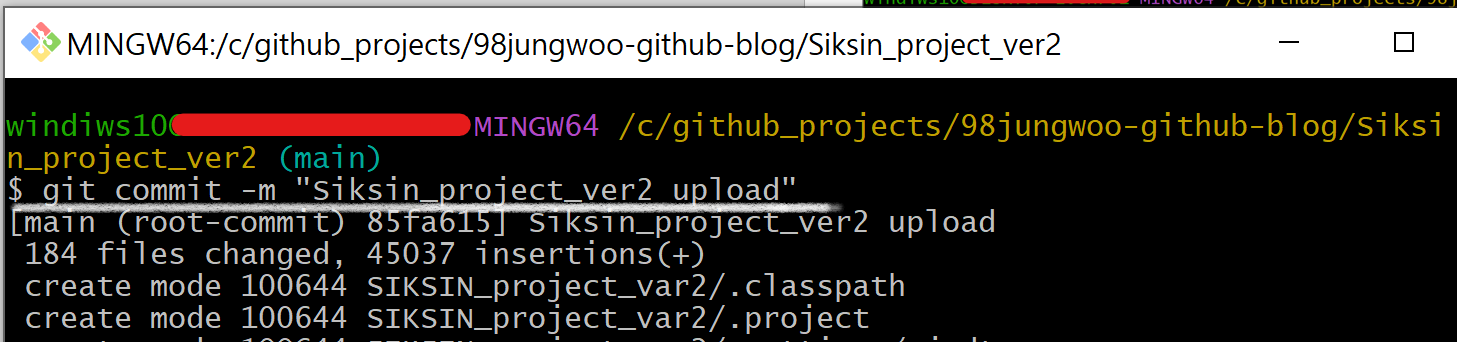 MINGW64:/c/github_projects/98jungwoo-github-blog/Siksin_project_ver2
windiws10 MINGW64 /c/github_projects/98jungwoo-github-blog/Siksi
n_project_ver2 (main)
$ git commit -m "Siksin_project_ver2 upload"
[main (root-commit) 85fa615] Siksin_project_ver2 upload
184 files changed, 45037 insertions(+)
create mode 100644 SIKSIN_project_var2/.classpath
create mode 100644 SIKSIN_project_var2/.project